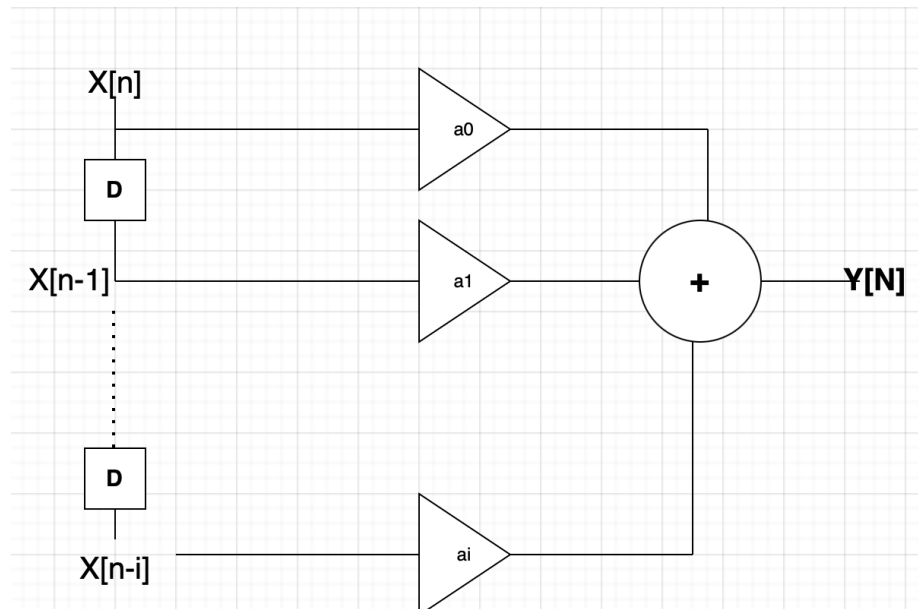 X[n]
a0
D
X[n-1]
a1
+
Y[N]
D
X[n-i]
ai